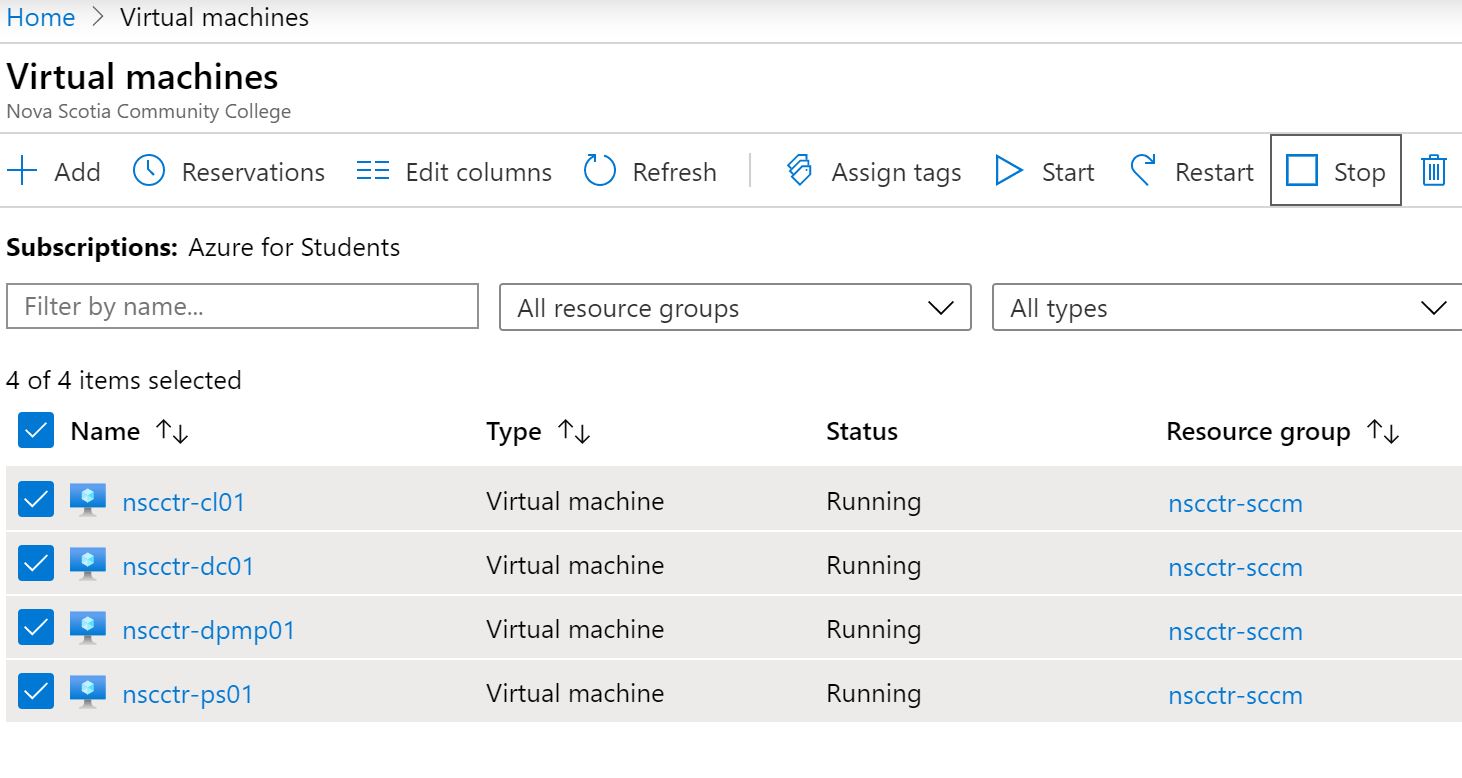 Home > Virtual machines
Virtual machines
Nova Scotia Community College
Add Reservations Edit columns Refresh Assign tags Start Restart Stop
Subscriptions: Azure for Students
Filter by name... All resource groups All types
4 of 4 items selected
Name Type Status Resource group
nscctr-cl01 Virtual machine Running nscctr-sccm
nscctr-dc01 Virtual machine Running nscctr-sccm
nscctr-dpmp01 Virtual machine Running nscctr-sccm
nscctr-ps01 Virtual machine Running nscctr-sccm